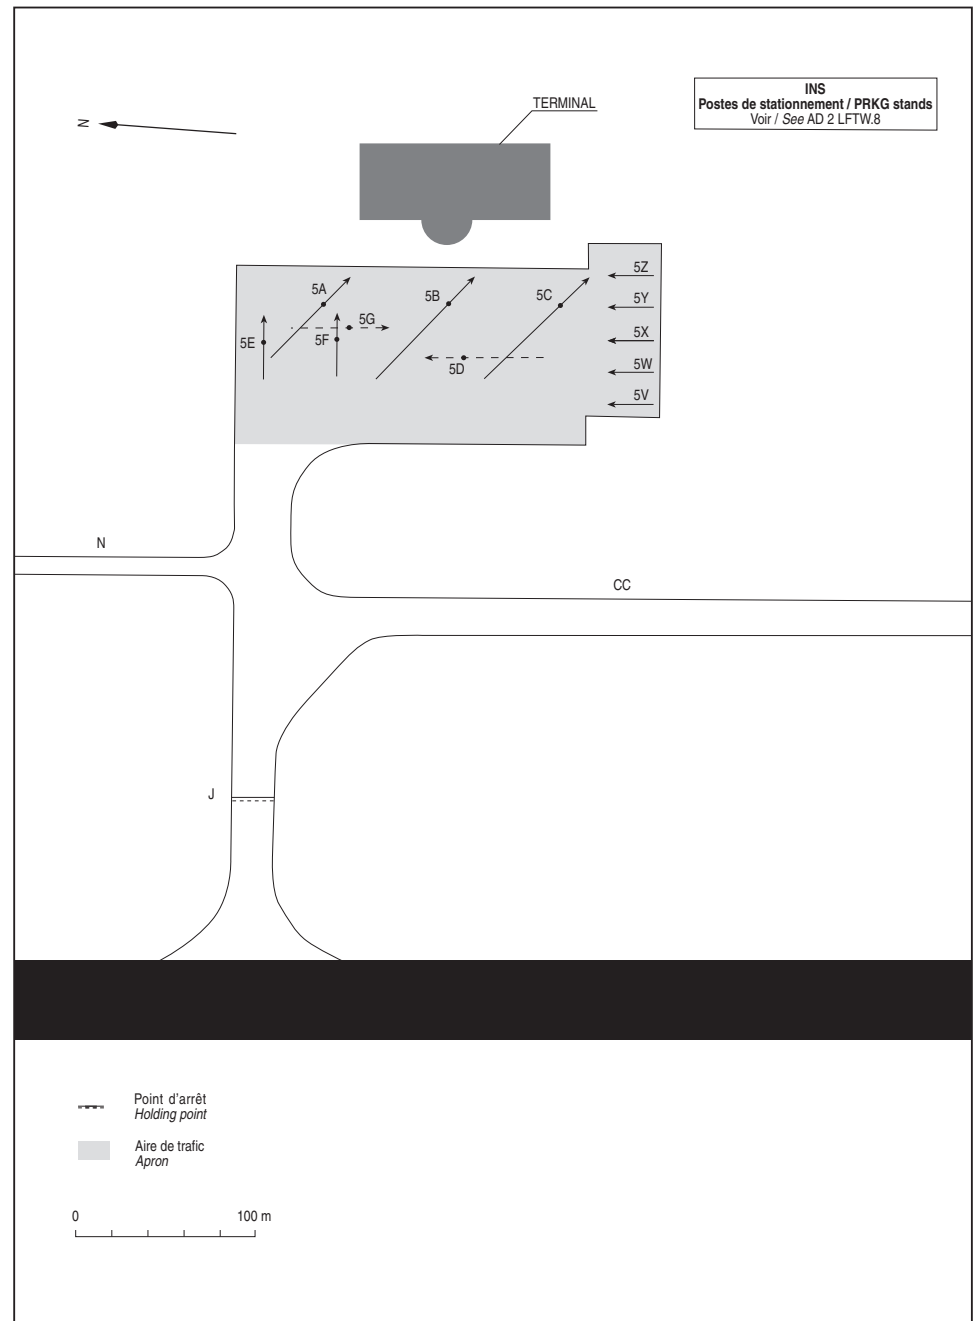 INS
Postes de stationnement / PRKG stands
Voir / See AD 2 LFTW.8
TERMINAL
N
5Z
5A
5B
5C
5Y
5G
5E
5F
5X
5D
5W
5V
N
CC
J
Point d'arrêt
Holding point
Aire de trafic
Apron
0 100 m